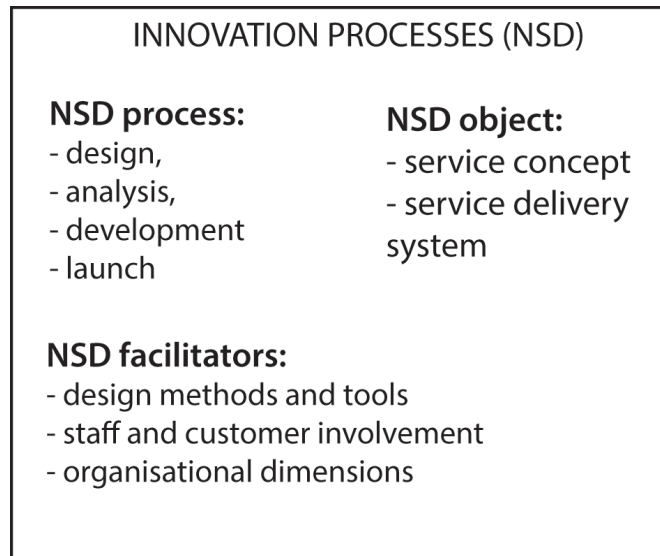 INNOVATION PROCESSES (NSD)
NSD process:
- design,
- analysis,
- development
- launch
NSD object:
- service concept
- service delivery
system
NSD facilitators:
- design methods and tools
- staff and customer involvement
- organisational dimensions